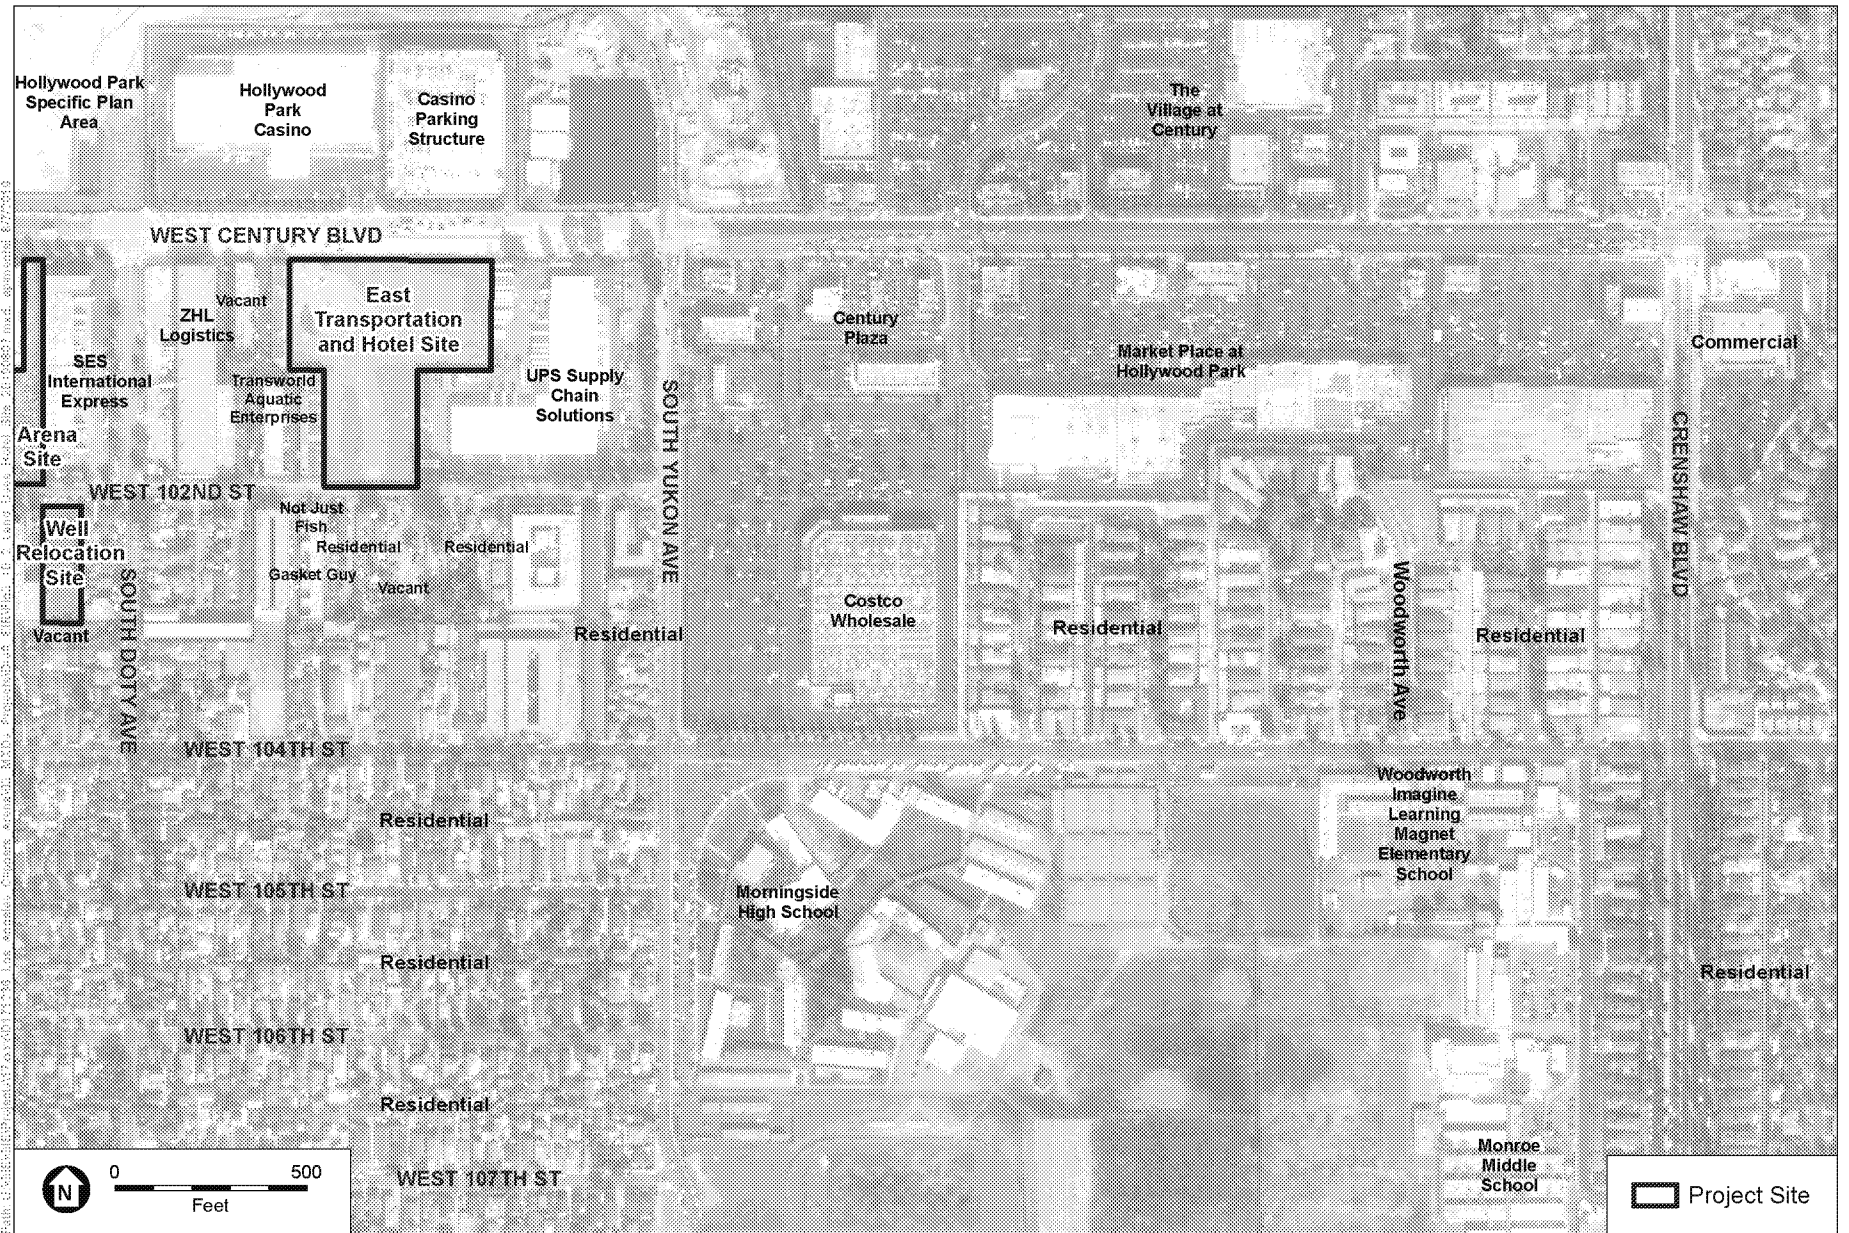 Hollywood Park
Specific Plan
Area
Hollywood
Park
Casino
Casino
Parking
Structure
The
Village at
Century
WEST CENTURY BLVD
East
Transportation
and Hotel Site
Vacant
ZHL
Logistics
SES
International
Express
Transworld
Aquatic
Enterprises
UPS Supply
Chain
Solutions
Century
Plaza
Market Place at
Hollywood Park
Commercial
Arena
Site
SOUTH YUKON AVE
CRENSHAW BLVD
WEST 102ND ST
Well
Relocation
Site
Not Just
Fish
Residential
Residential
Gasket Guy
Vacant
Vacant
SOUTH DOTY AVE
Residential
Costco
Wholesale
Residential
Woodworth Ave
Residential
WEST 104TH ST
Residential
Woodworth
Imagine
Learning
Magnet
Elementary
School
WEST 105TH ST
Morningside
High School
Residential
Residential
WEST 106TH ST
Residential
Monroe
Middle
School
WEST 107TH ST
N
0 500
Feet
Project Site